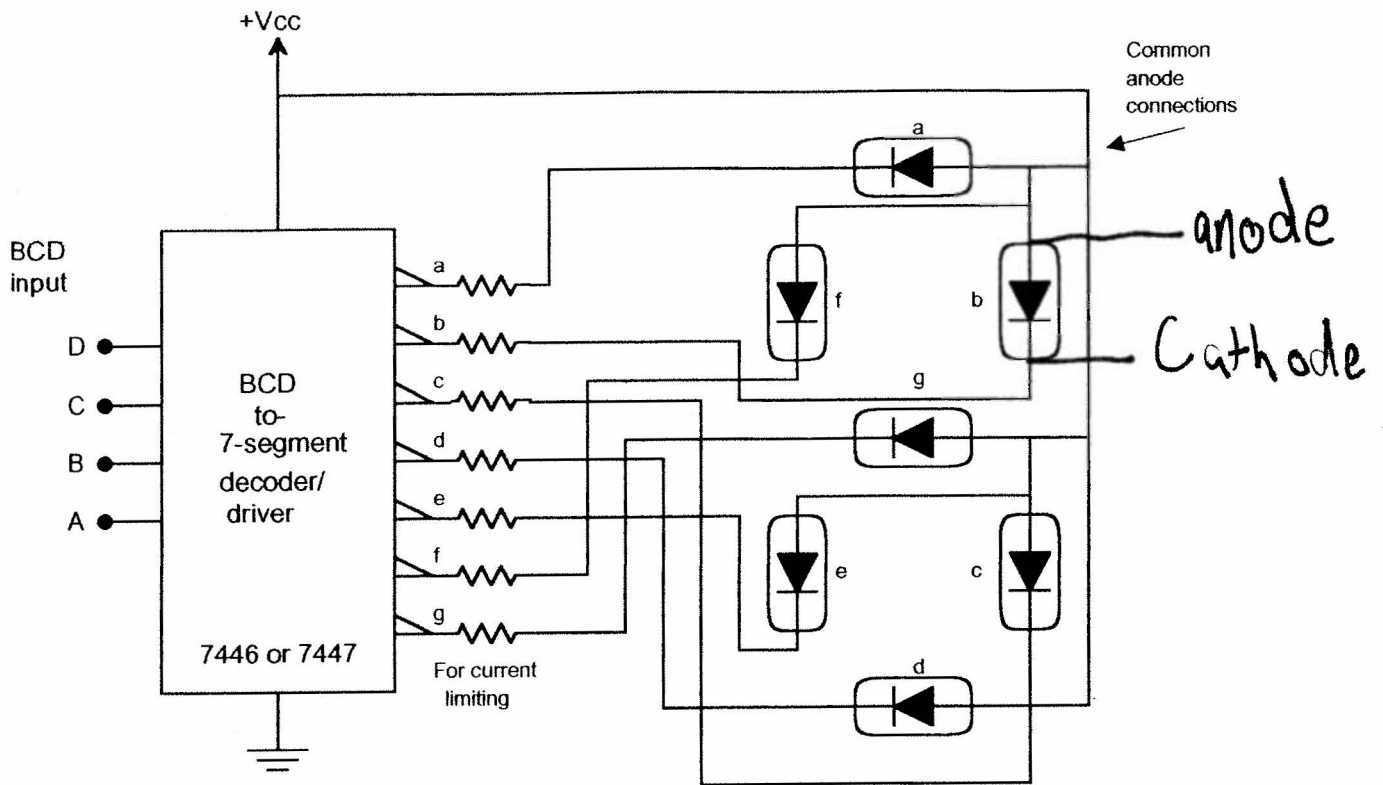 +Vcc
Common
anode
connections
a
anode
BCD
input
a
f
b
b
D
Cathode
c
g
C
BCD
to-
7-segment
decoder/
driver
d
B
e
A
f
e
c
g
7446 or 7447
For current
limiting
d